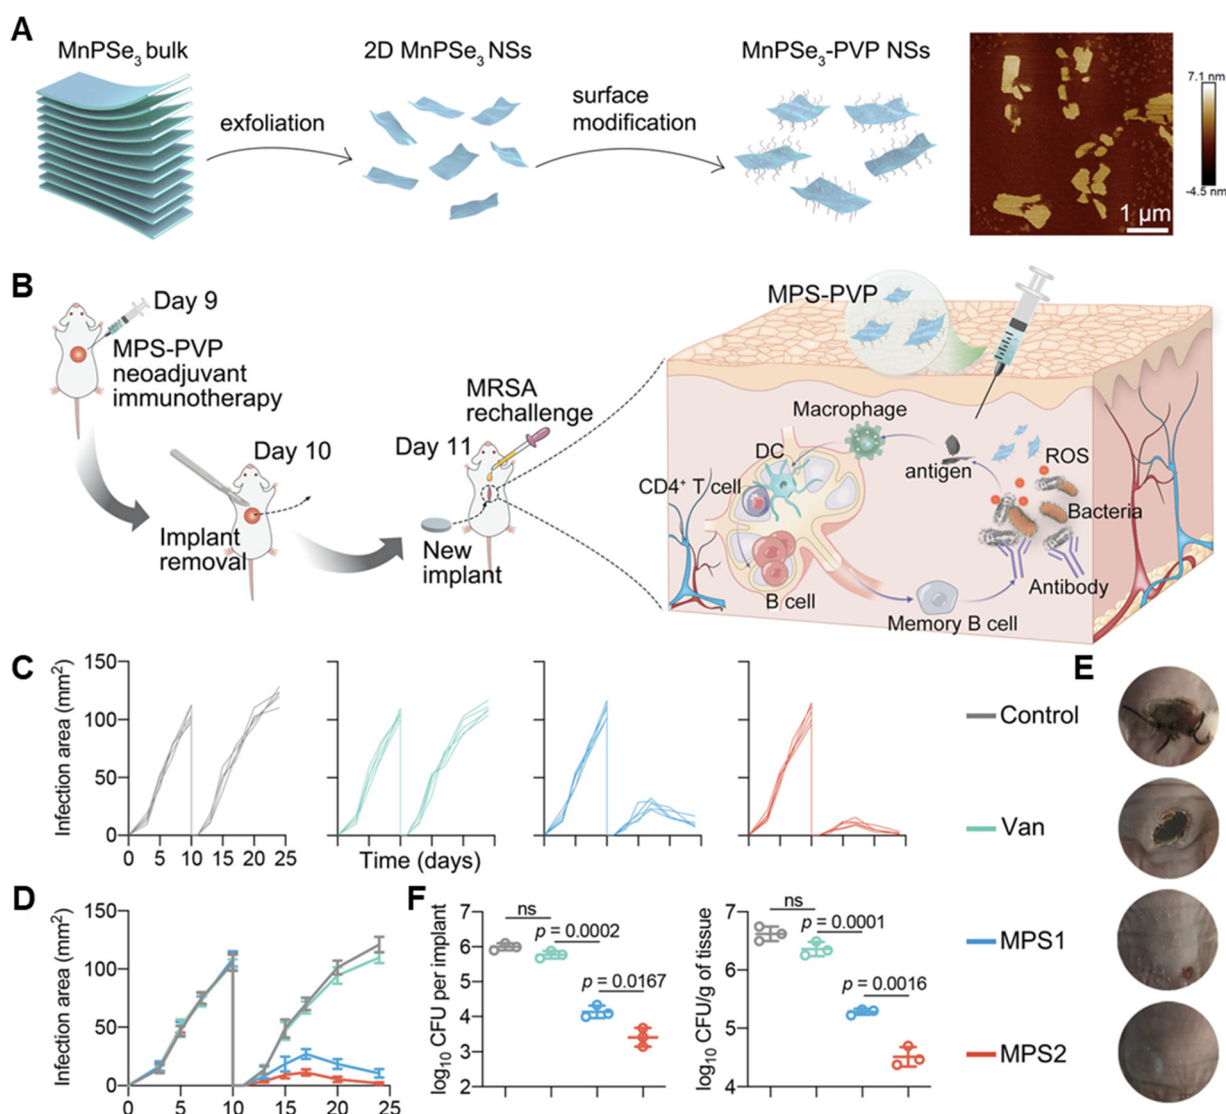 A
MnPSe3 bulk
2D MnPSe3 NSs
MnPSe3-PVP NSs
exfoliation
surface
modification
7.1 nm
-4.5 nm
1 µm
B
Day 9
MPS-PVP
neoadjuvant
immunotherapy
Day 10
Implant
removal
Day 11
MRSA
rechallenge
New
implant
MPS-PVP
Macrophage
DC
CD4+ T cell
antigen
ROS
Bacteria
Antibody
B cell
Memory B cell
C
Infection area (mm2)
150
100
50
0
0 5 10 15 20 25
Time (days)
Control
Van
MPS1
MPS2
E
D
Infection area (mm2)
150
100
50
0
0 5 10 15 20 25
F
log10 CFU per implant
7
6
5
4
3
2
ns
p = 0.0002
p = 0.0167
log10 CFU/g of tissue
7
6
5
4
ns
p = 0.0001
p = 0.0016